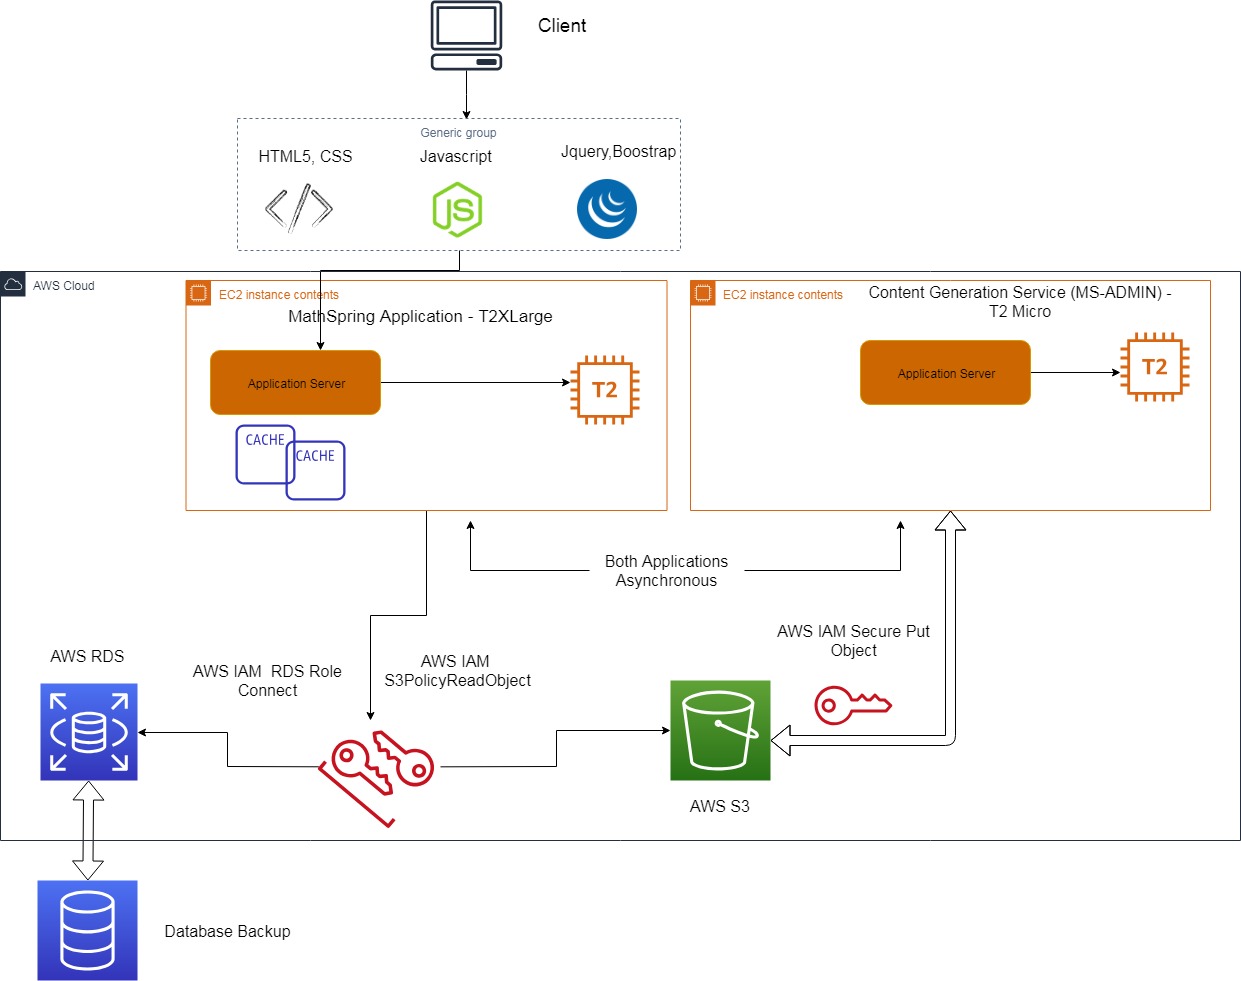 Client
Generic group
HTML5, CSS
Javascript
Jquery,Boostrap
JS
AWS Cloud
EC2 instance contents
MathSpring Application - T2XLarge
Application Server
T2
CACHE
CACHE
EC2 instance contents
Content Generation Service (MS-ADMIN) -
T2 Micro
Application Server
T2
Both Applications
Asynchronous
AWS IAM Secure Put
Object
AWS RDS
AWS IAM  RDS Role
Connect
AWS IAM
S3PolicyReadObject
AWS S3
Database Backup